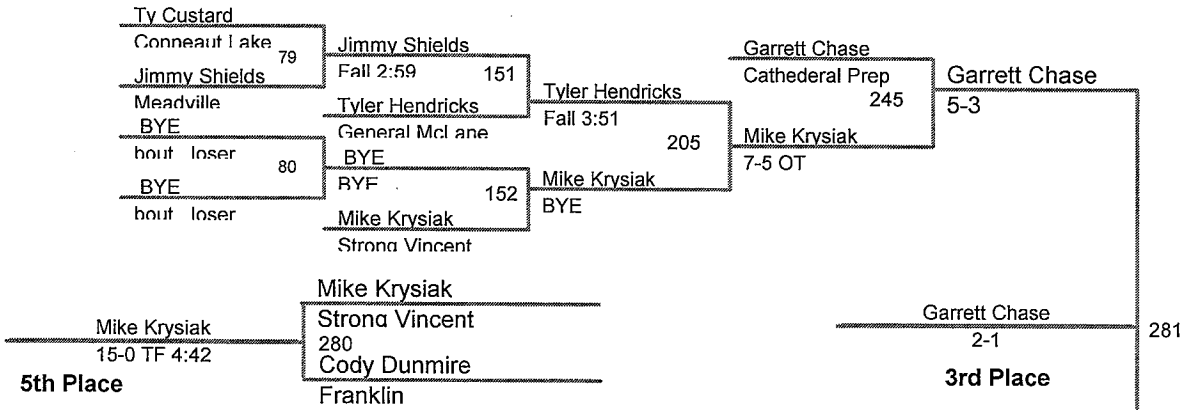 Ty Custard
Conneaut Lake
79
Jimmy Shields
Meadville
BYE
bout loser
80
BYE
bout loser
Jimmy Shields
Fall 2:59
151
Tyler Hendricks
General McLane
BYE
BYE
152
Mike Krysiak
Strong Vincent
Tyler Hendricks
Fall 3:51
205
Mike Krysiak
BYE
Garrett Chase
Cathederal Prep
245
Mike Krysiak
7-5 OT
Garrett Chase
5-3
Mike Krysiak
Strong Vincent
280
Cody Dunmire
Franklin
Mike Krysiak
15-0 TF 4:42
5th Place
Garrett Chase
2-1
281
3rd Place